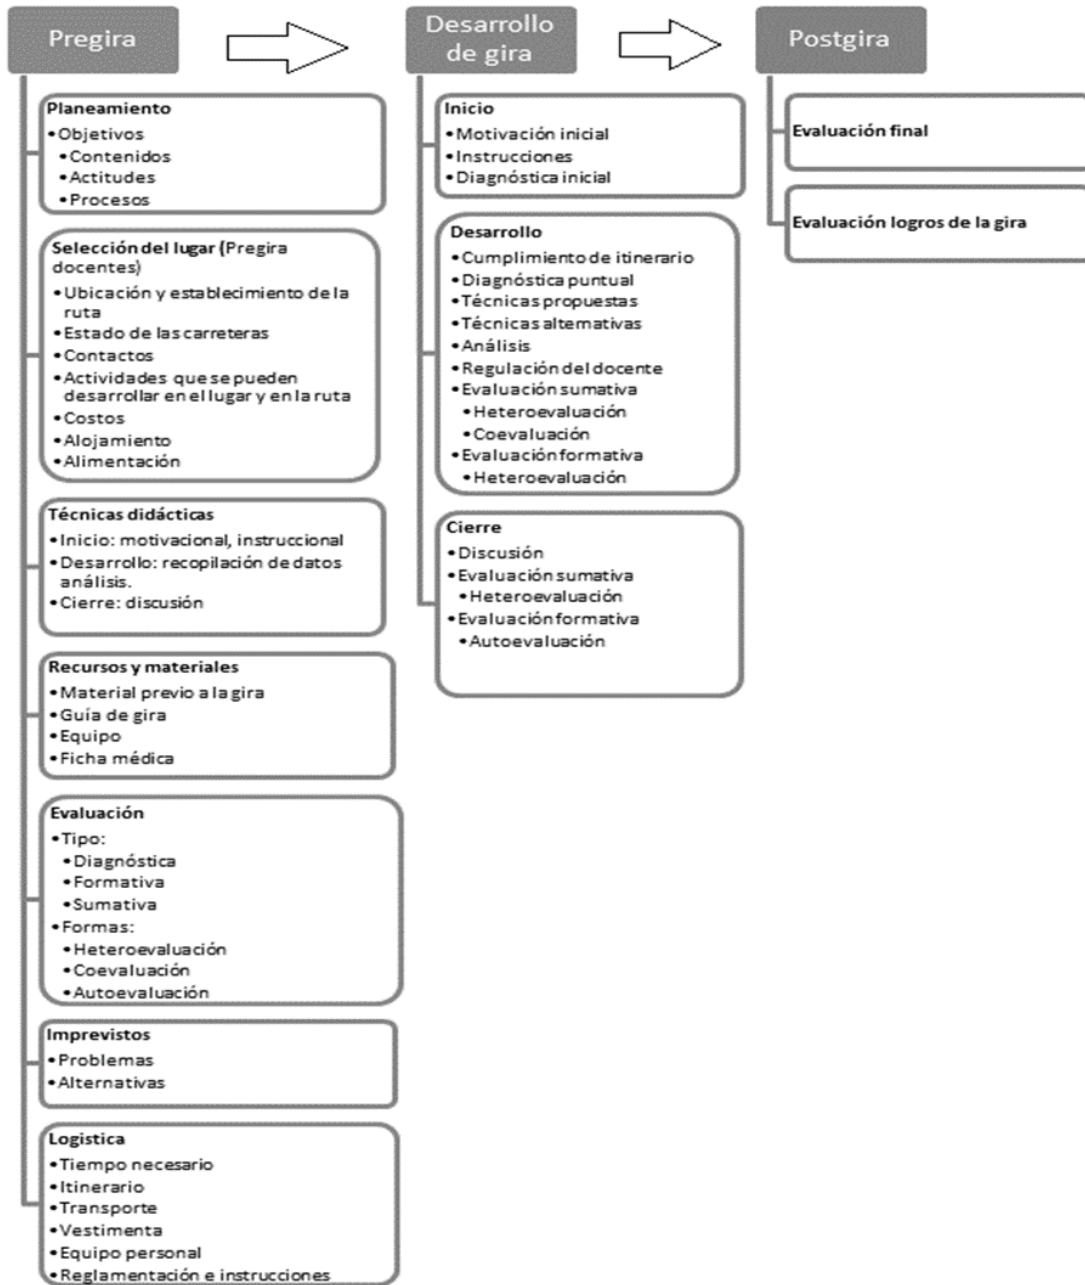 Pregira
Planeamiento
•Objetivos
•Contenidos
•Actitudes
•Procesos
Selección del lugar (Pregira
docentes)
•Ubicación y establecimiento de la
ruta
•Estado de las carreteras
•Contactos
•Actividades que se pueden
desarrollar en el lugar y en la ruta
•Costos
•Alojamiento
•Alimentación
Técnicas didácticas
•Inicio: motivacional, instruccional
•Desarrollo: recopilación de datos
análisis.
•Cierre: discusión
Recursos y materiales
•Material previo a la gira
•Guía de gira
•Equipo
•Ficha médica
Evaluación
•Tipo:
•Diagnóstica
•Formativa
•Sumativa
•Formas:
•Heteroevaluación
•Coevaluación
•Autoevaluación
Imprevistos
•Problemas
•Alternativas
Logistica
•Tiempo necesario
•Itinerario
•Transporte
•Vestimenta
•Equipo personal
•Reglamentación e instrucciones
Desarrollo
de gira
Inicio
•Motivación inicial
•Instrucciones
•Diagnóstica inicial
Desarrollo
•Cumplimiento de itinerario
•Diagnóstica puntual
•Técnicas propuestas
•Técnicas alternativas
•Análisis
•Regulación del docente
•Evaluación sumativa
•Heteroevaluación
•Coevaluación
•Evaluación formativa
•Heteroevaluación
Cierre
•Discusión
•Evaluación sumativa
•Heteroevaluación
•Evaluación formativa
•Autoevaluación
Postgira
Evaluación final
Evaluación logros de la gira